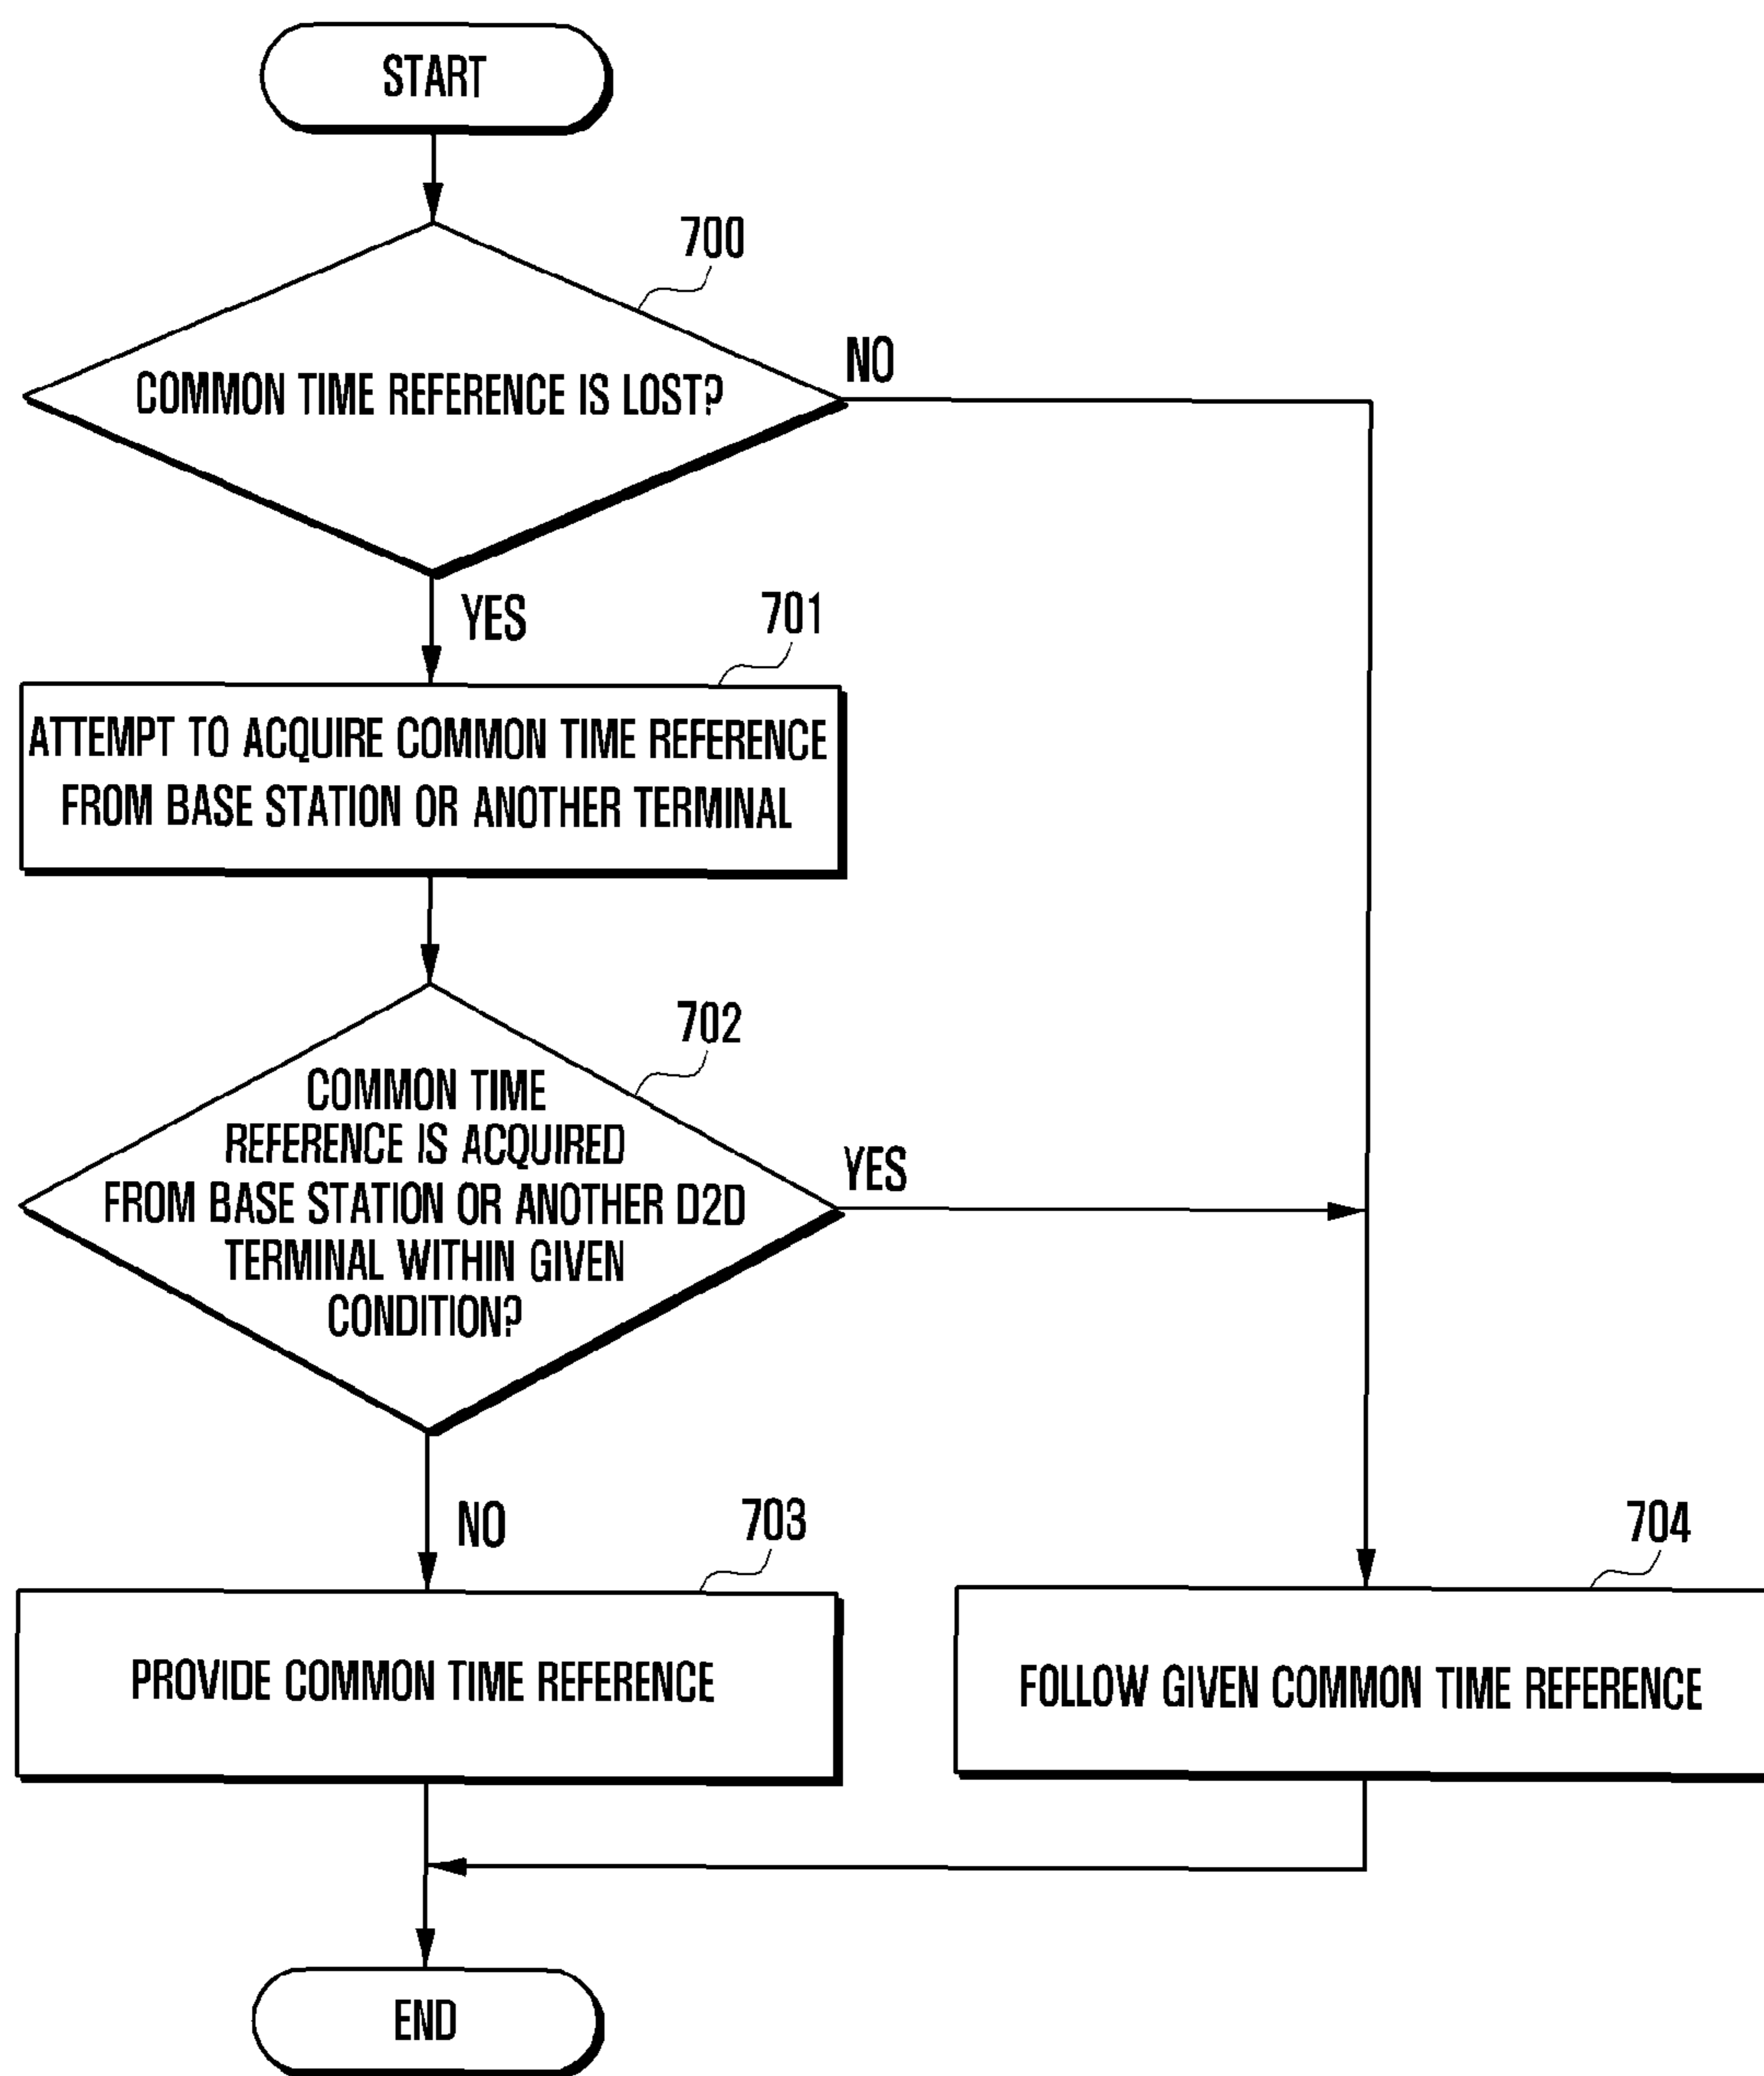 START
700
COMMON TIME REFERENCE IS LOST?
NO
YES
701
ATTEMPT TO ACQUIRE COMMON TIME REFERENCE
FROM BASE STATION OR ANOTHER TERMINAL
702
COMMON TIME
REFERENCE IS ACQUIRED
FROM BASE STATION OR ANOTHER D2D
TERMINAL WITHIN GIVEN
CONDITION?
YES
NO
703
PROVIDE COMMON TIME REFERENCE
704
FOLLOW GIVEN COMMON TIME REFERENCE
END